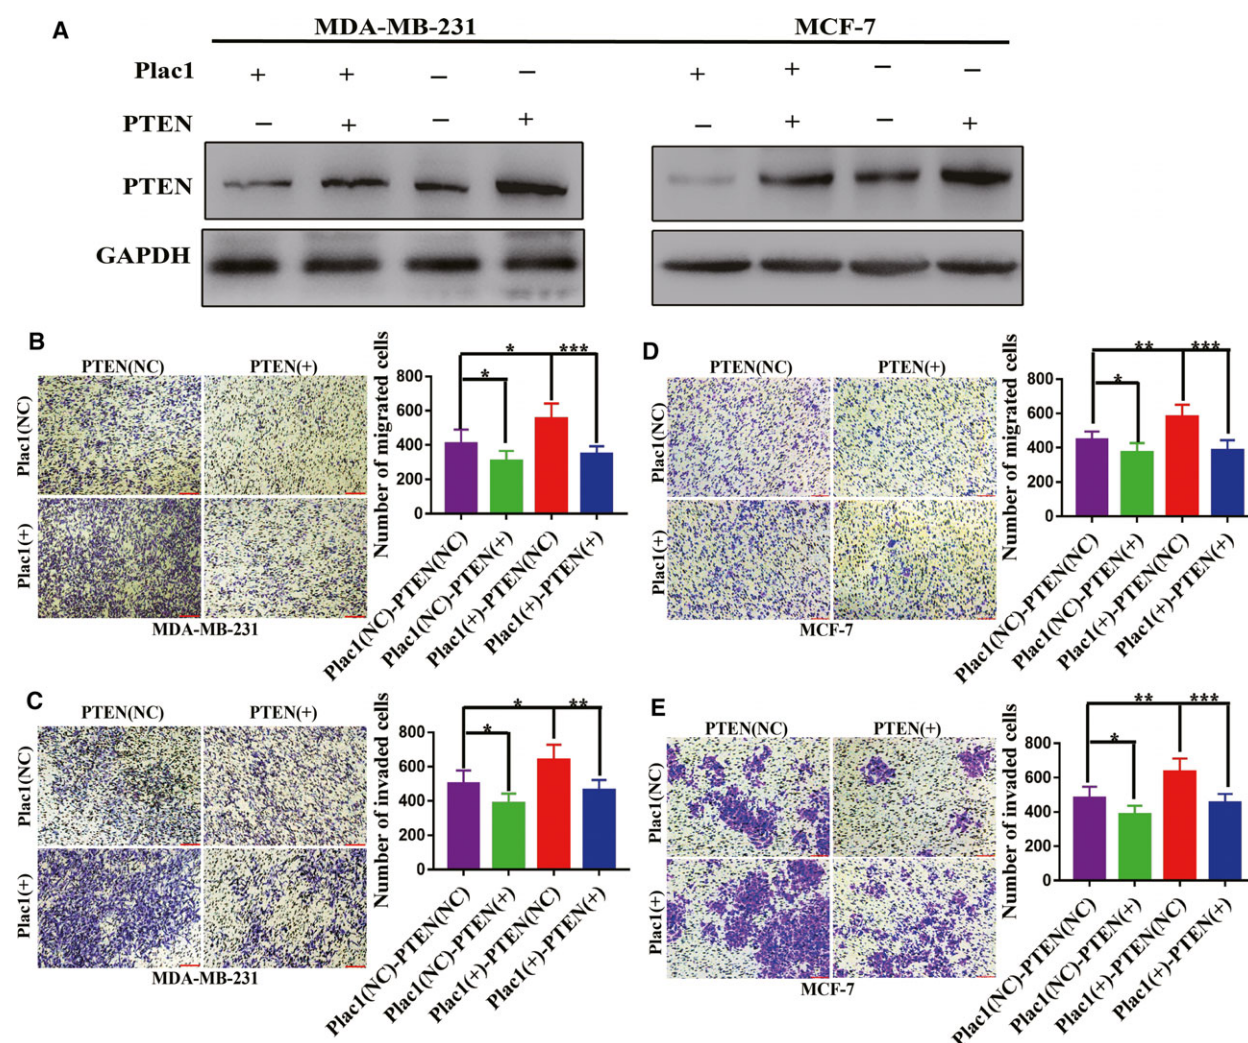 A
MDA-MB-231
MCF-7
Plac1 + + – – + + – –
PTEN – + – + – + – +
PTEN
GAPDH
B
PTEN(NC) PTEN(+)
Plac1(NC)
Plac1(+)
MDA-MB-231
Number of migrated cells
800
600
400
200
0
* * ***
Plac1(NC)-PTEN(NC)
Plac1(NC)-PTEN(+)
Plac1(+)-PTEN(NC)
Plac1(+)-PTEN(+)
D
PTEN(NC) PTEN(+)
Plac1(NC)
Plac1(+)
MCF-7
Number of migrated cells
800
600
400
200
0
* ** ***
Plac1(NC)-PTEN(NC)
Plac1(NC)-PTEN(+)
Plac1(+)-PTEN(NC)
Plac1(+)-PTEN(+)
C
PTEN(NC) PTEN(+)
Plac1(NC)
Plac1(+)
MDA-MB-231
Number of invaded cells
800
600
400
200
0
* * **
Plac1(NC)-PTEN(NC)
Plac1(NC)-PTEN(+)
Plac1(+)-PTEN(NC)
Plac1(+)-PTEN(+)
E
PTEN(NC) PTEN(+)
Plac1(NC)
Plac1(+)
MCF-7
Number of invaded cells
800
600
400
200
0
* ** ***
Plac1(NC)-PTEN(NC)
Plac1(NC)-PTEN(+)
Plac1(+)-PTEN(NC)
Plac1(+)-PTEN(+)